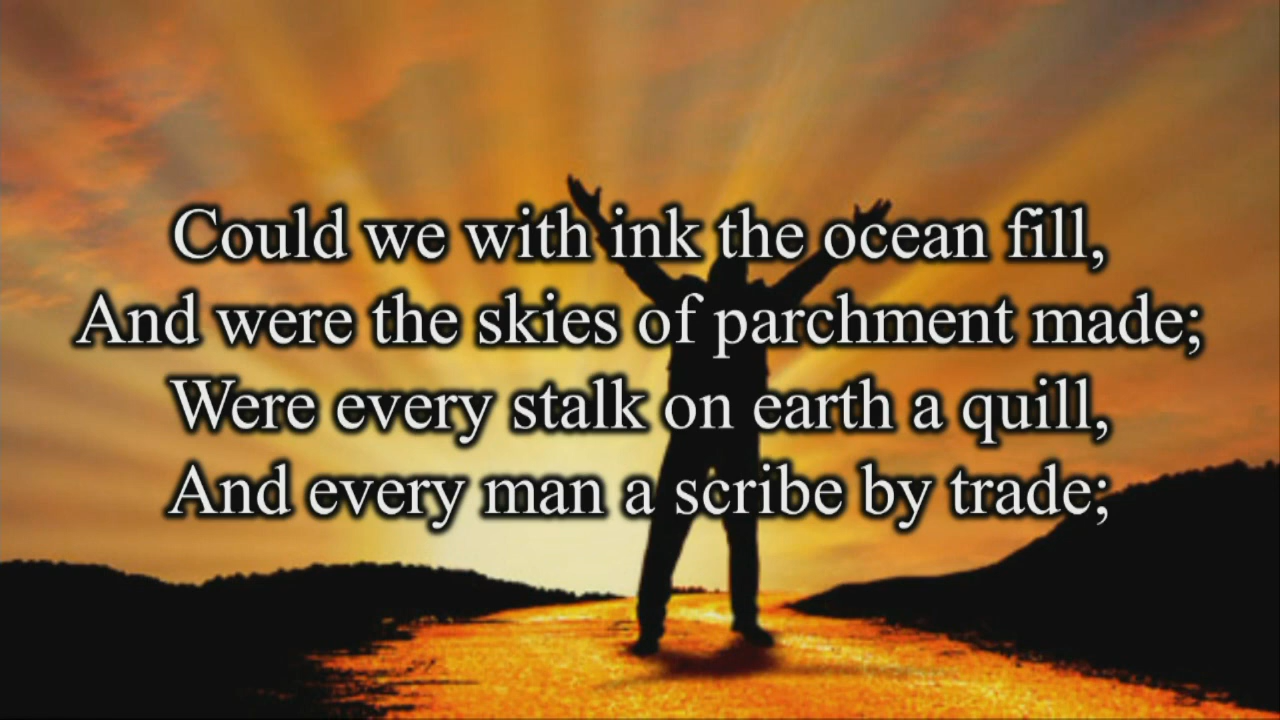 Could we with ink the ocean fill,
And were the skies of parchment made;
Were every stalk on earth a quill,
And every man a scribe by trade;